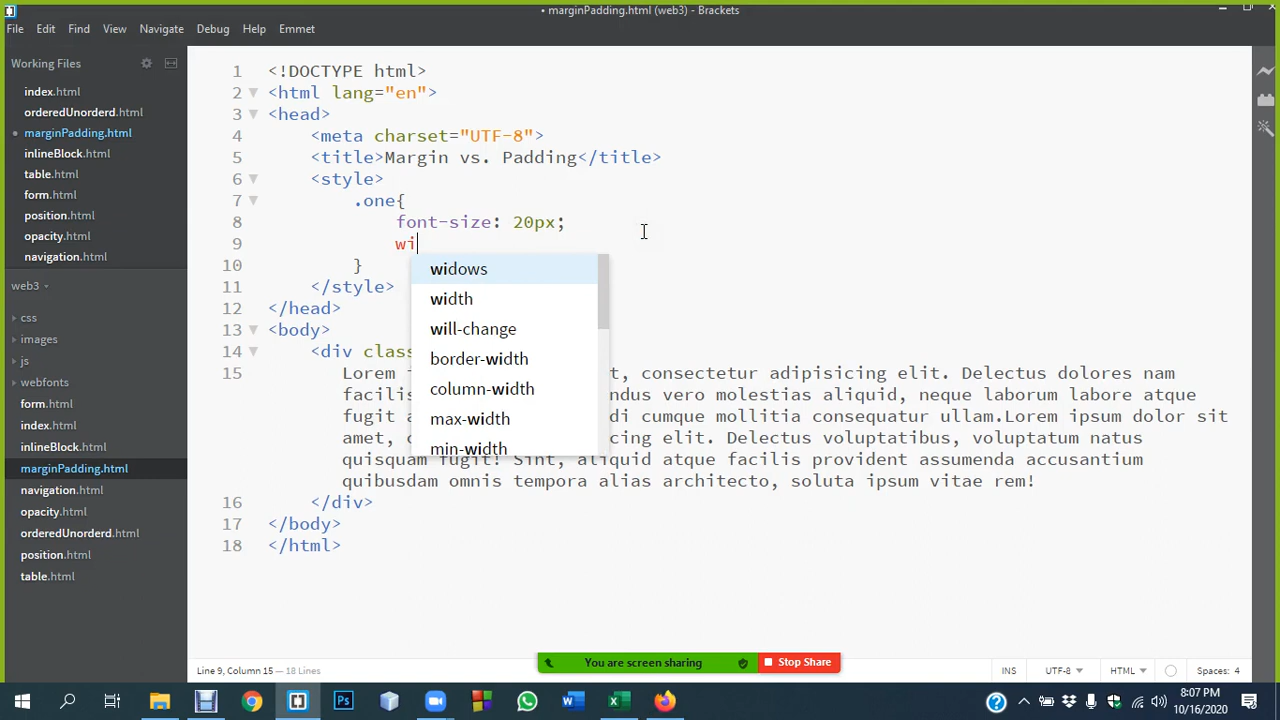 • marginPadding.html (web3) - Brackets
File Edit Find View Navigate Debug Help Emmet
Working Files
index.html
orderedUnorderd.html
• marginPadding.html
inlineBlock.html
table.html
form.html
position.html
opacity.html
navigation.html
web3
css
images
js
webfonts
form.html
index.html
inlineBlock.html
marginPadding.html
navigation.html
opacity.html
orderedUnorderd.html
position.html
table.html
1 <!DOCTYPE html>
2 <html lang="en">
3 <head>
4 <meta charset="UTF-8">
5 <title>Margin vs. Padding</title>
6 <style>
7 .one{
8 font-size: 20px;
9 wi
10 }
11 </style>
12 </head>
13 <body>
14 <div class
15 Lorem t, consectetur adipisicing elit. Delectus dolores nam
facilis ndus vero molestias aliquid, neque laborum labore atque
fugit a di cumque mollitia consequatur ullam.Lorem ipsum dolor sit
amet, cing elit. Delectus voluptatibus, voluptatum natus
quisquam fugit! Sint, aliquid atque facilis provident assumenda accusantium
quibusdam omnis tempora alias architecto, soluta ipsum vitae rem!
16 </div>
17 </body>
18 </html>
widows
width
will-change
border-width
column-width
max-width
min-width
Line 9, Column 15 — 18 Lines
INS UTF-8 HTML Spaces: 4
You are screen sharing Stop Share
8:07 PM
10/16/2020